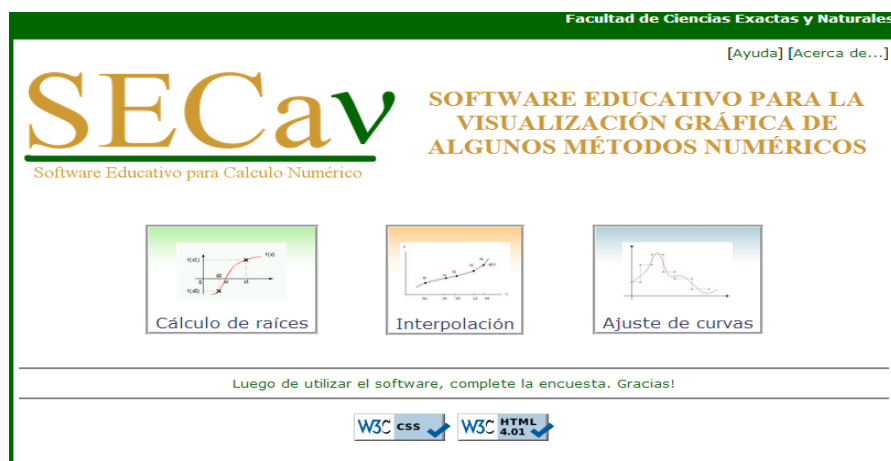 Facultad de Ciencias Exactas y Naturales
[Ayuda] [Acerca de...]
SECav
Software Educativo para Calculo Numérico
SOFTWARE EDUCATIVO PARA LA
VISUALIZACIÓN GRÁFICA DE
ALGUNOS MÉTODOS NUMÉRICOS
Cálculo de raíces
Interpolación
Ajuste de curvas
Luego de utilizar el software, complete la encuesta. Gracias!
W3C css
W3C HTML 4.01